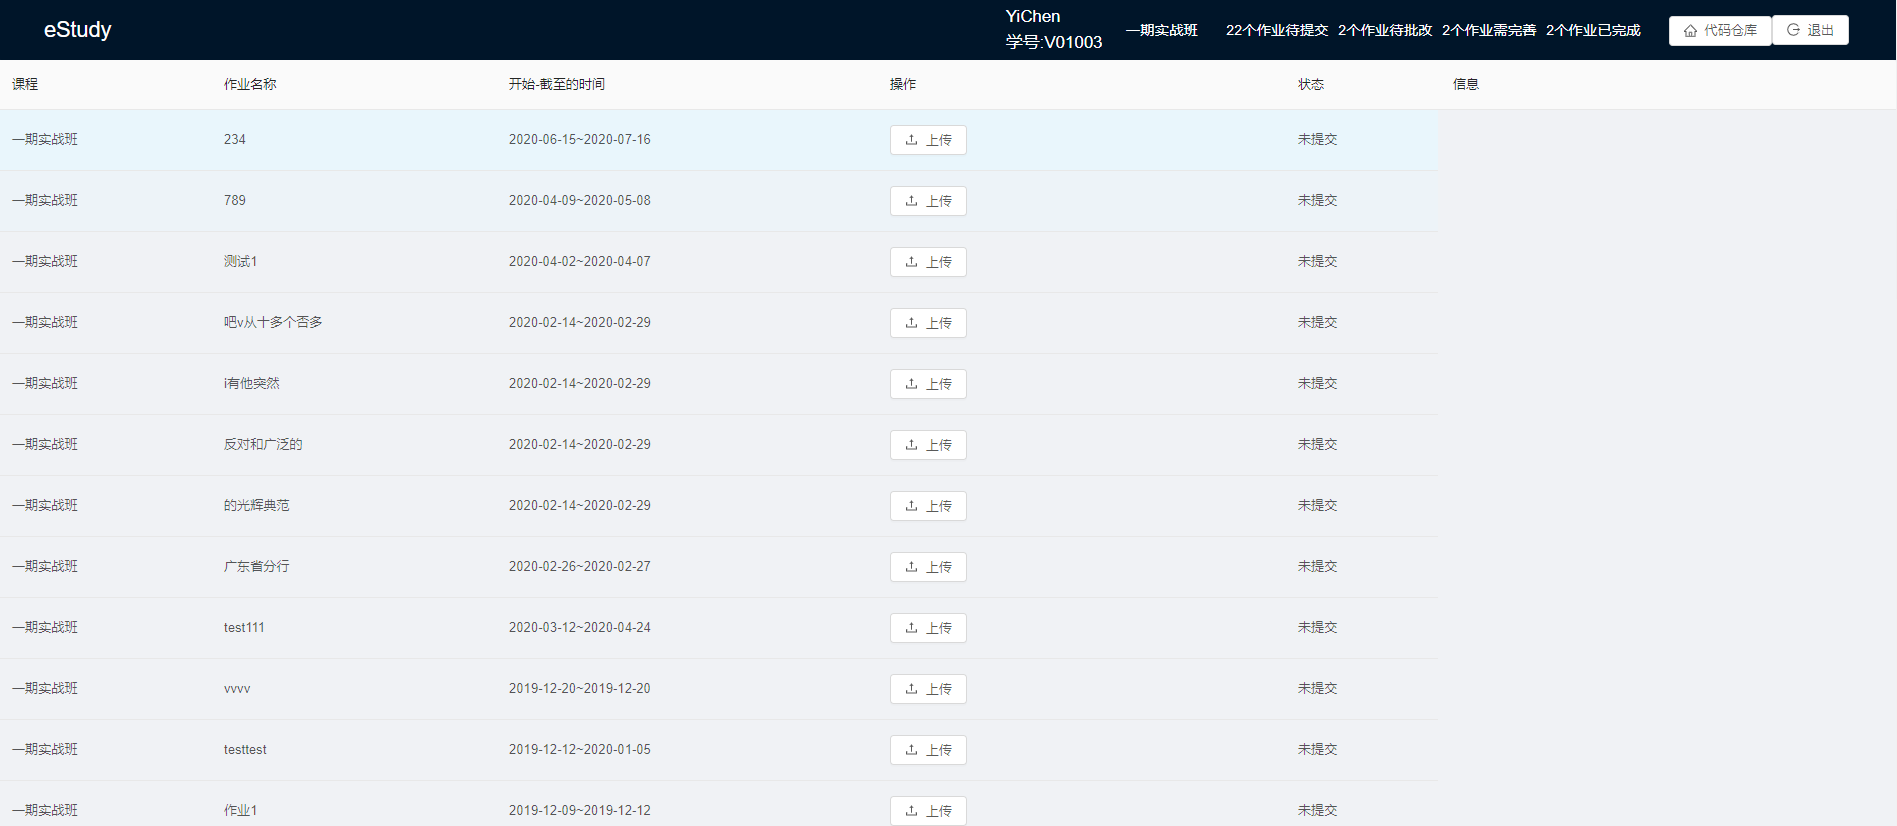 eStudy
YiChen
学号:V01003
一期实战班 22个作业待提交 2个作业待批改 2个作业需完善 2个作业已完成 代码仓库 退出
课程 作业名称 开始-截至的时间 操作 状态 信息
一期实战班 234 2020-06-15~2020-07-16 上传 未提交
一期实战班 789 2020-04-09~2020-05-08 上传 未提交
一期实战班 测试1 2020-04-02~2020-04-07 上传 未提交
一期实战班 吧v从十多个否多 2020-02-14~2020-02-29 上传 未提交
一期实战班 i有他突然 2020-02-14~2020-02-29 上传 未提交
一期实战班 反对和广泛的 2020-02-14~2020-02-29 上传 未提交
一期实战班 的光辉典范 2020-02-14~2020-02-29 上传 未提交
一期实战班 广东省分行 2020-02-26~2020-02-27 上传 未提交
一期实战班 test111 2020-03-12~2020-04-24 上传 未提交
一期实战班 vvvv 2019-12-20~2019-12-20 上传 未提交
一期实战班 testtest 2019-12-12~2020-01-05 上传 未提交
一期实战班 作业1 2019-12-09~2019-12-12 上传 未提交